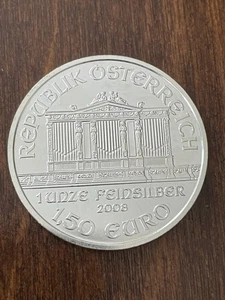 REPUBLIK ÖSTERREICH
1 UNZE FEINSILBER
2008
1,50 EURO